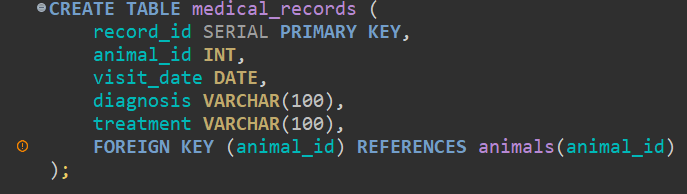 CREATE TABLE medical_records (
    record_id SERIAL PRIMARY KEY,
    animal_id INT,
    visit_date DATE,
    diagnosis VARCHAR(100),
    treatment VARCHAR(100),
    FOREIGN KEY (animal_id) REFERENCES animals(animal_id)
);